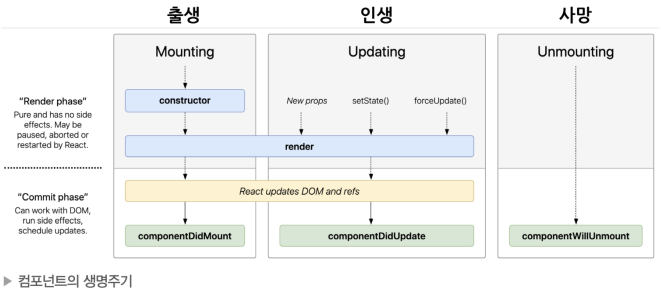 출생
인생
사망
Mounting
Updating
Unmounting
“Render phase”
Pure and has no side
effects. May be
paused, aborted or
restarted by React.
constructor
New props
setState()
forceUpdate()
render
“Commit phase”
Can work with DOM,
run side effects,
schedule updates.
React updates DOM and refs
componentDidMount
componentDidUpdate
componentWillUnmount
▶ 컴포넌트의 생명주기